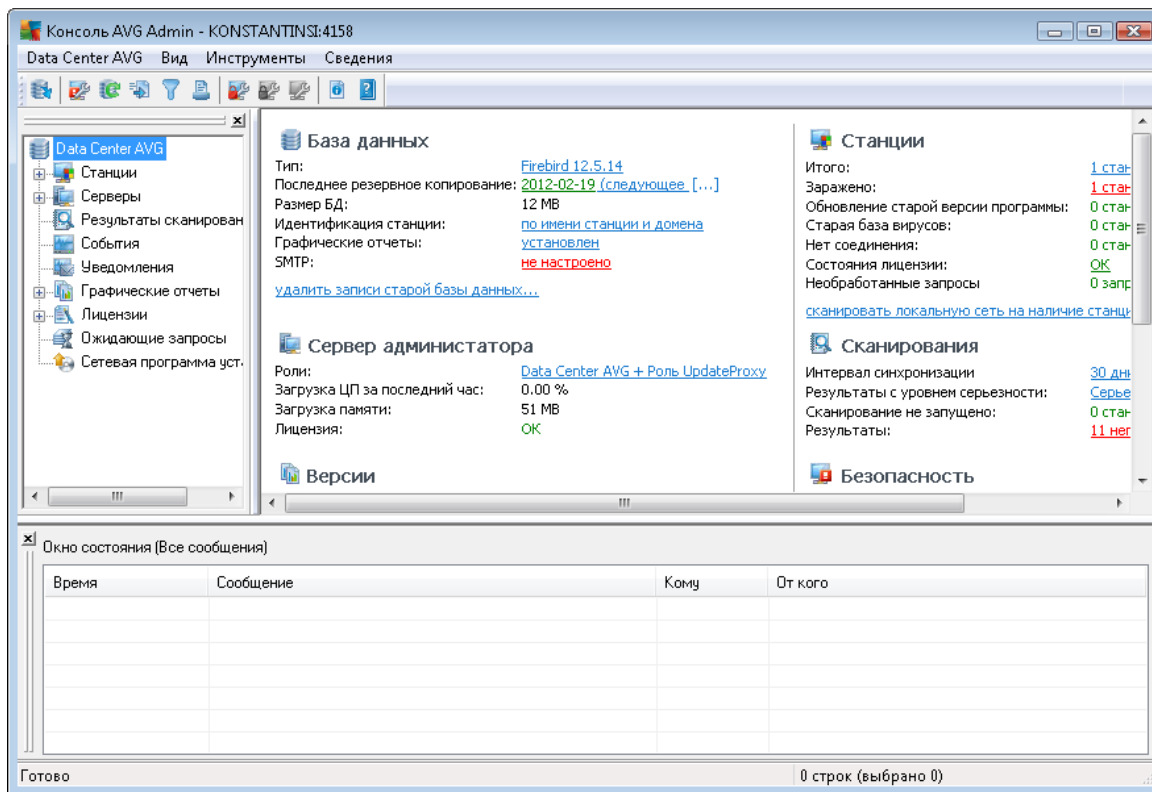 Консоль AVG Admin - KONSTANTINSI:4158
Data Center AVG Вид Инструменты Сведения
Data Center AVG
Станции
Серверы
Результаты сканирован
События
Уведомления
Графические отчеты
Лицензии
Ожидающие запросы
Сетевая программа уст.
База данных
Тип: Firebird 12.5.14
Последнее резервное копирование: 2012-02-19 (следующее [...]
Размер БД: 12 MB
Идентификация станции: по имени станции и домена
Графические отчеты: установлен
SMTP: не настроено
удалить записи старой базы данных...
Сервер администатора
Роли: Data Center AVG + Роль UpdateProxy
Загрузка ЦП за последний час: 0.00 %
Загрузка памяти: 51 MB
Лицензия: OK
Версии
Станции
Итого: 1 стан
Заражено: 1 стан
Обновление старой версии программы: 0 стан
Старая база вирусов: 0 стан
Нет соединения: 0 стан
Состояния лицензии: OK
Необработанные запросы 0 запр
сканировать локальную сеть на наличие станци
Сканирования
Интервал синхронизации 30 дн
Результаты с уровнем серьезности: Серье
Сканирование не запущено: 0 стан
Результаты: 11 нег
Безопасность
Окно состояния (Все сообщения)
Время Сообщение Кому От кого
Готово 0 строк (выбрано 0)